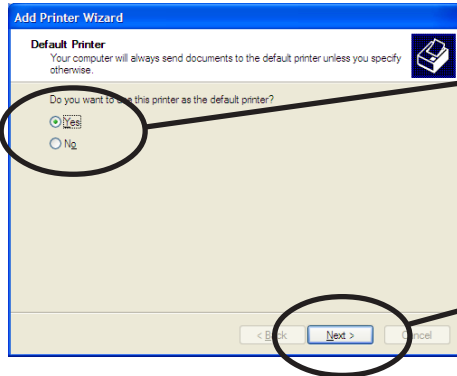 Add Printer Wizard
Default Printer
Your computer will always send documents to the default printer unless you specify
otherwise.
Do you want to use this printer as the default printer?
Yes
No
< Back Next > Cancel